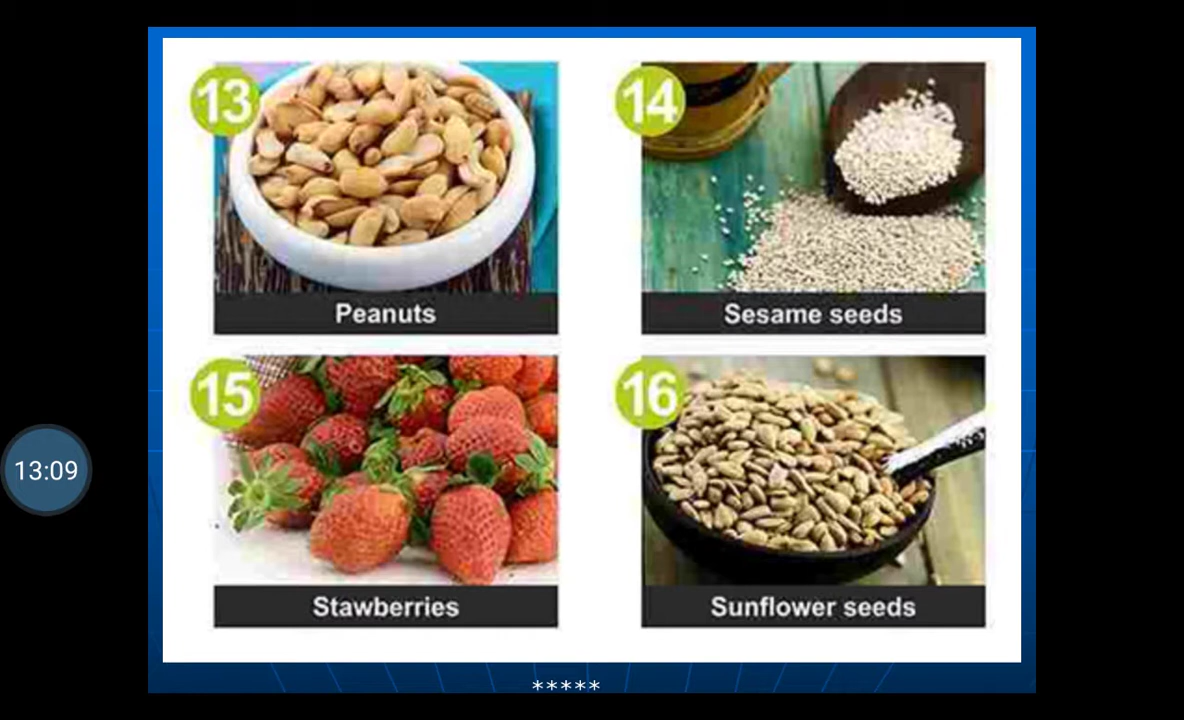 13
Peanuts
14
Sesame seeds
15
Stawberries
16
Sunflower seeds
13:09
*****